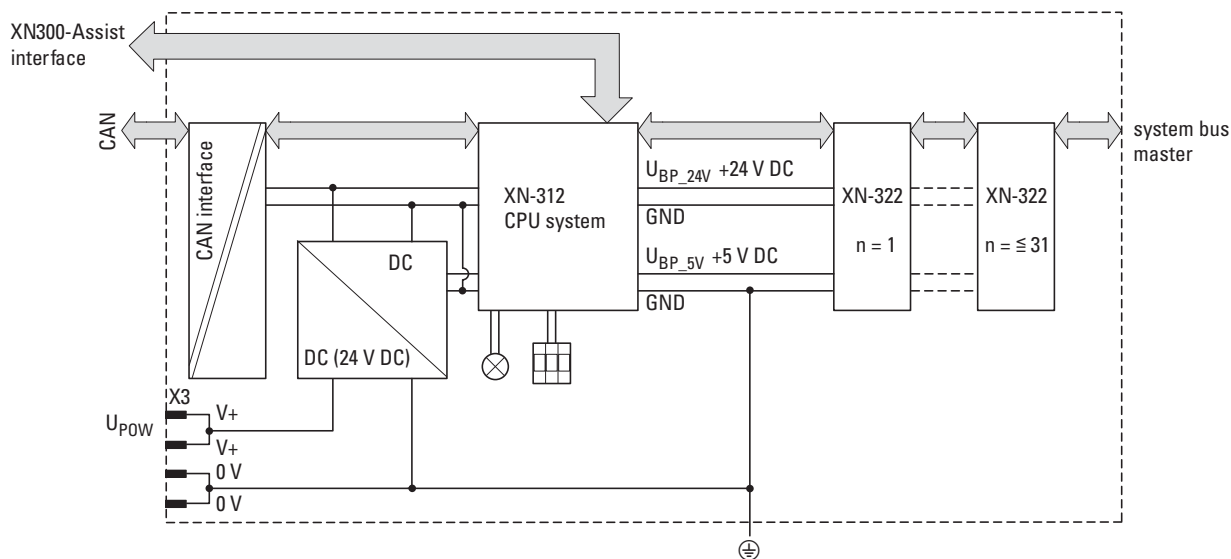 XN300-Assist
interface
CAN
system bus
master
CAN interface
XN-312
CPU system
U_BP_24V +24 V DC
GND
U_BP_5V +5 V DC
GND
XN-322
n = 1
XN-322
n = ≦ 31
DC
DC (24 V DC)
X3
U_POW
V+
V+
0 V
0 V